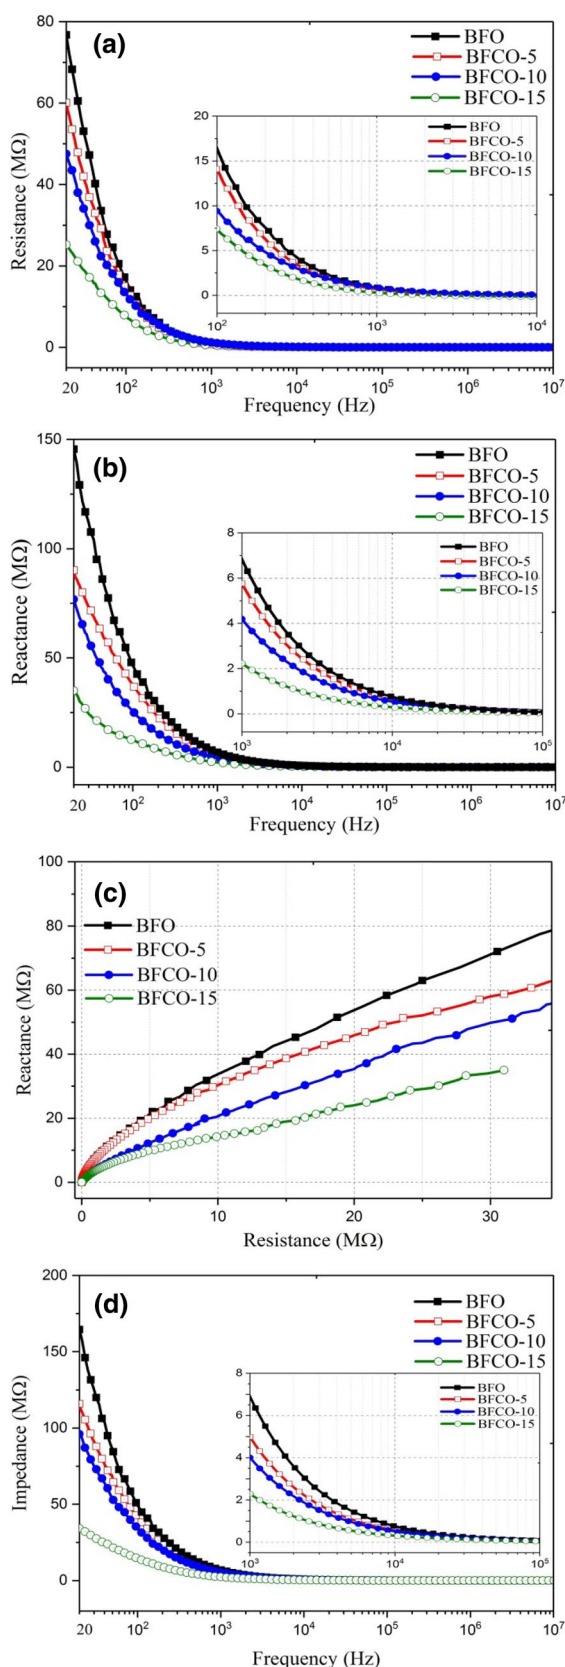 (a)
BFO
BFCO-5
BFCO-10
BFCO-15
80
60
40
20
0
Resistance (MΩ)
20
15
10
5
0
BFO
BFCO-5
BFCO-10
BFCO-15
10²
10³
10⁴
20
10²
10³
10⁴
10⁵
10⁶
10⁷
Frequency (Hz)
(b)
BFO
BFCO-5
BFCO-10
BFCO-15
150
100
50
0
Reactance (MΩ)
8
6
4
2
0
BFO
BFCO-5
BFCO-10
BFCO-15
10³
10⁴
10⁵
20
10²
10³
10⁴
10⁵
10⁶
10⁷
Frequency (Hz)
(c)
BFO
BFCO-5
BFCO-10
BFCO-15
100
80
60
40
20
0
Reactance (MΩ)
0
10
20
30
Resistance (MΩ)
(d)
BFO
BFCO-5
BFCO-10
BFCO-15
200
150
100
50
0
Impedance (MΩ)
8
6
4
2
0
BFO
BFCO-5
BFCO-10
BFCO-15
10³
10⁴
10⁵
20
10²
10³
10⁴
10⁵
10⁶
10⁷
Frequency (Hz)